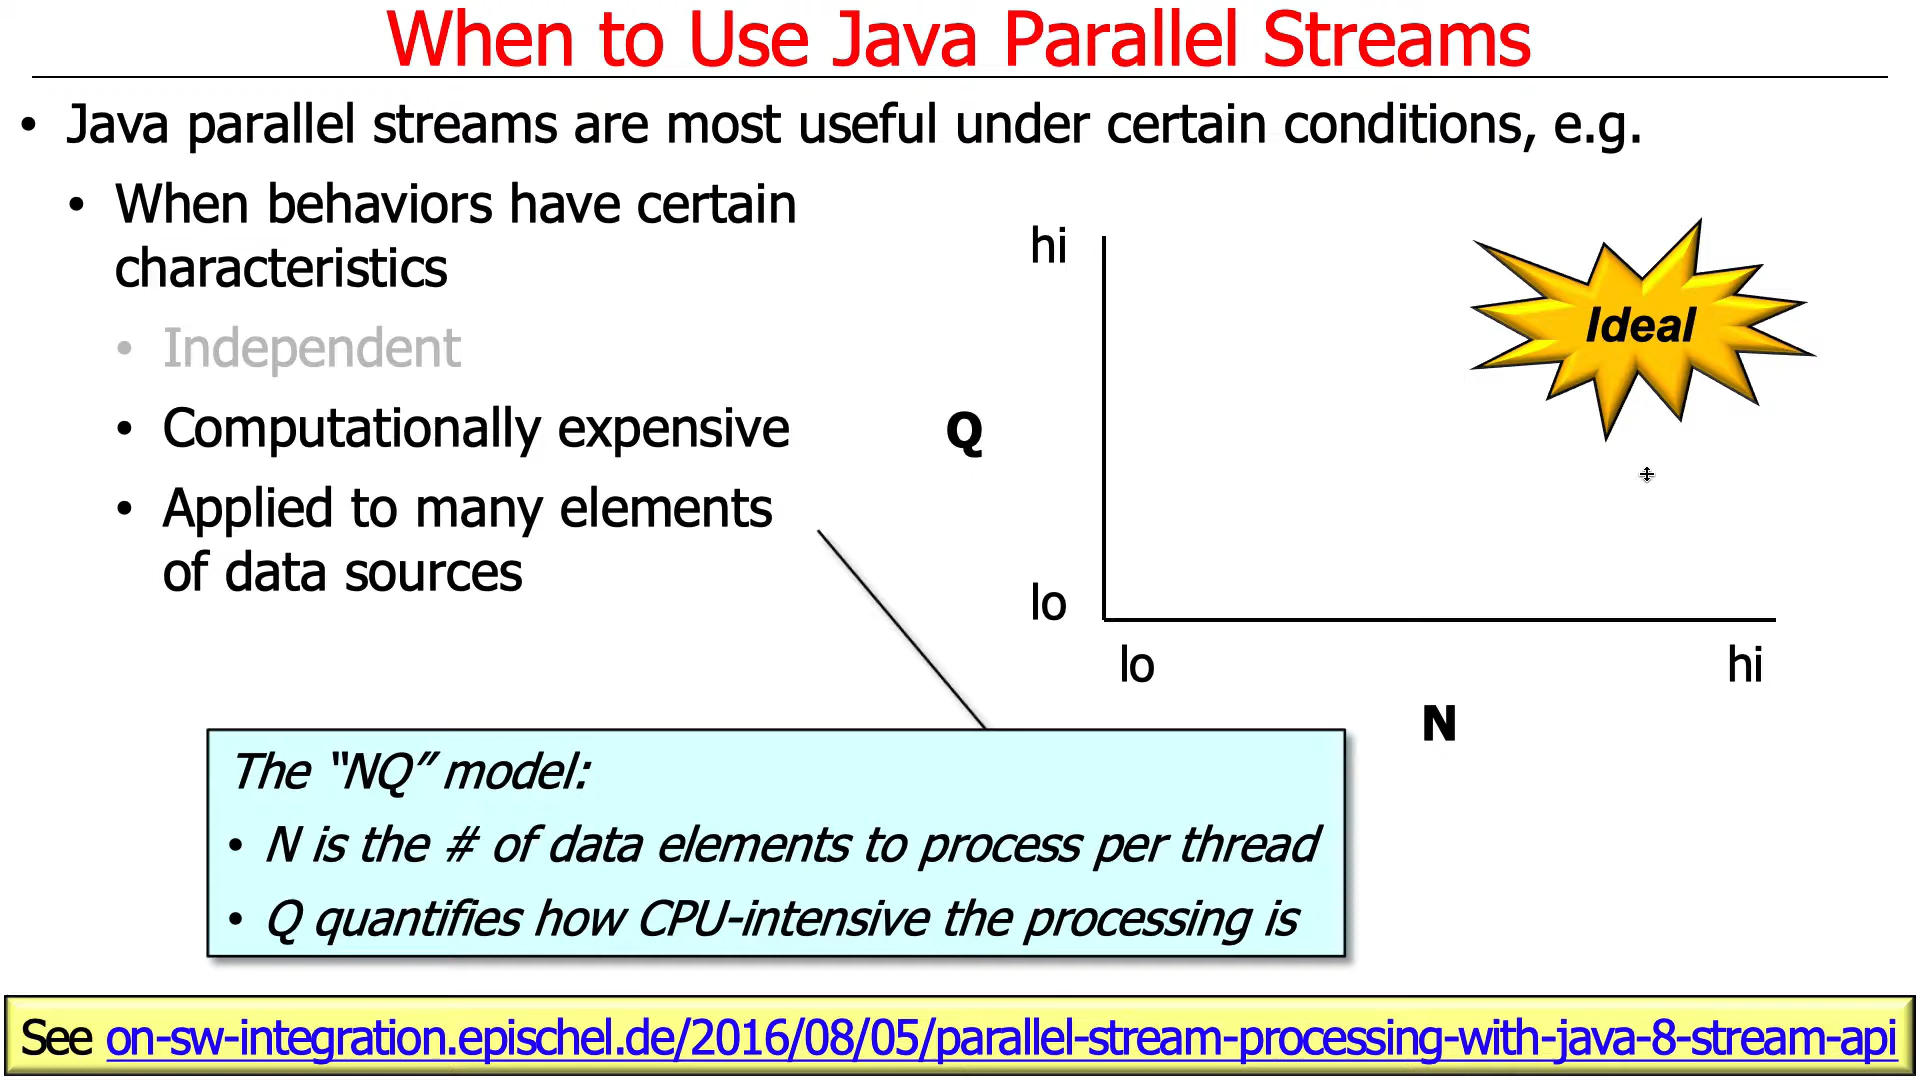 When to Use Java Parallel Streams
• Java parallel streams are most useful under certain conditions, e.g.
• When behaviors have certain
characteristics
• Independent
• Computationally expensive
• Applied to many elements
of data sources
hi
Ideal
Q
lo
lo
hi
N
The “NQ” model:
• N is the # of data elements to process per thread
• Q quantifies how CPU-intensive the processing is
See on-sw-integration.epischel.de/2016/08/05/parallel-stream-processing-with-java-8-stream-api